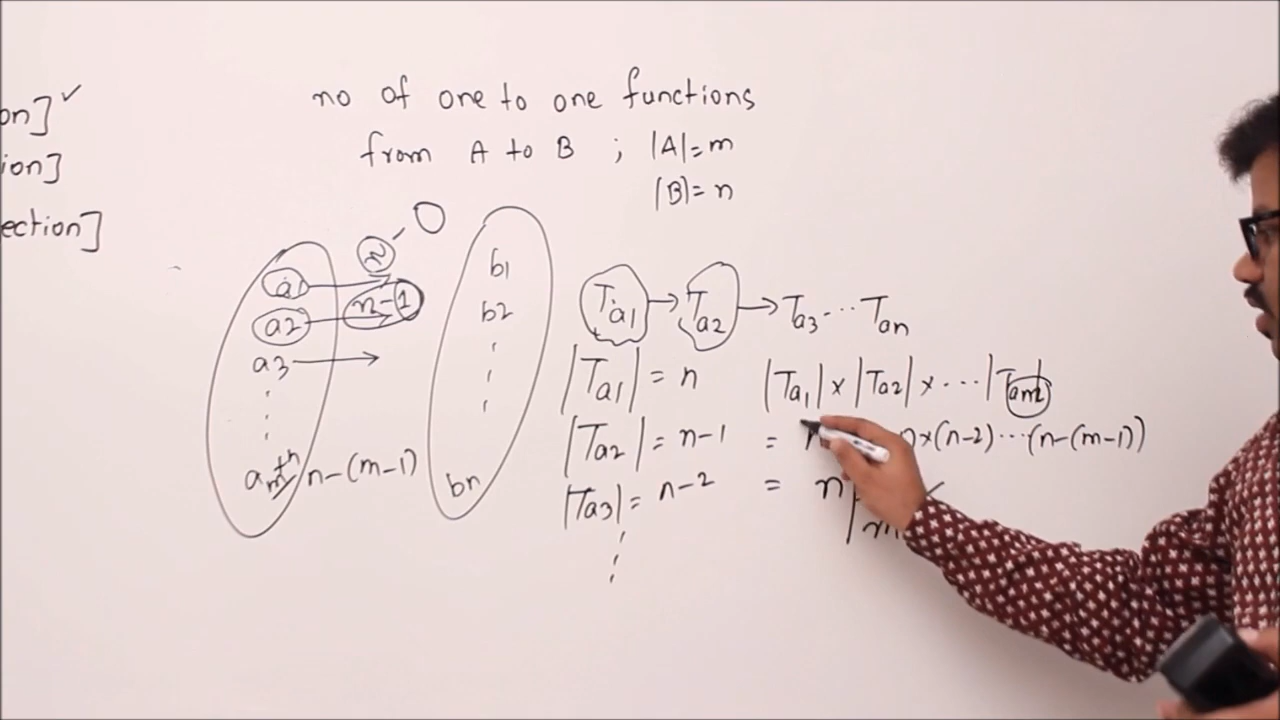 on] ✓
ion]
ection]
no of one to one functions
from A to B ; |A|=m
|B|=n
a1 n
a2 n-1
a3
am th n-(m-1)
b1
b2
bn
Ta1 → Ta2 → Ta3 ... Tan
|Ta1| = n
|Ta2| = n-1
|Ta3| = n-2
|Ta1| x |Ta2| x ... |Tam|
= )x(n-2)...(n-(m-1))
= n